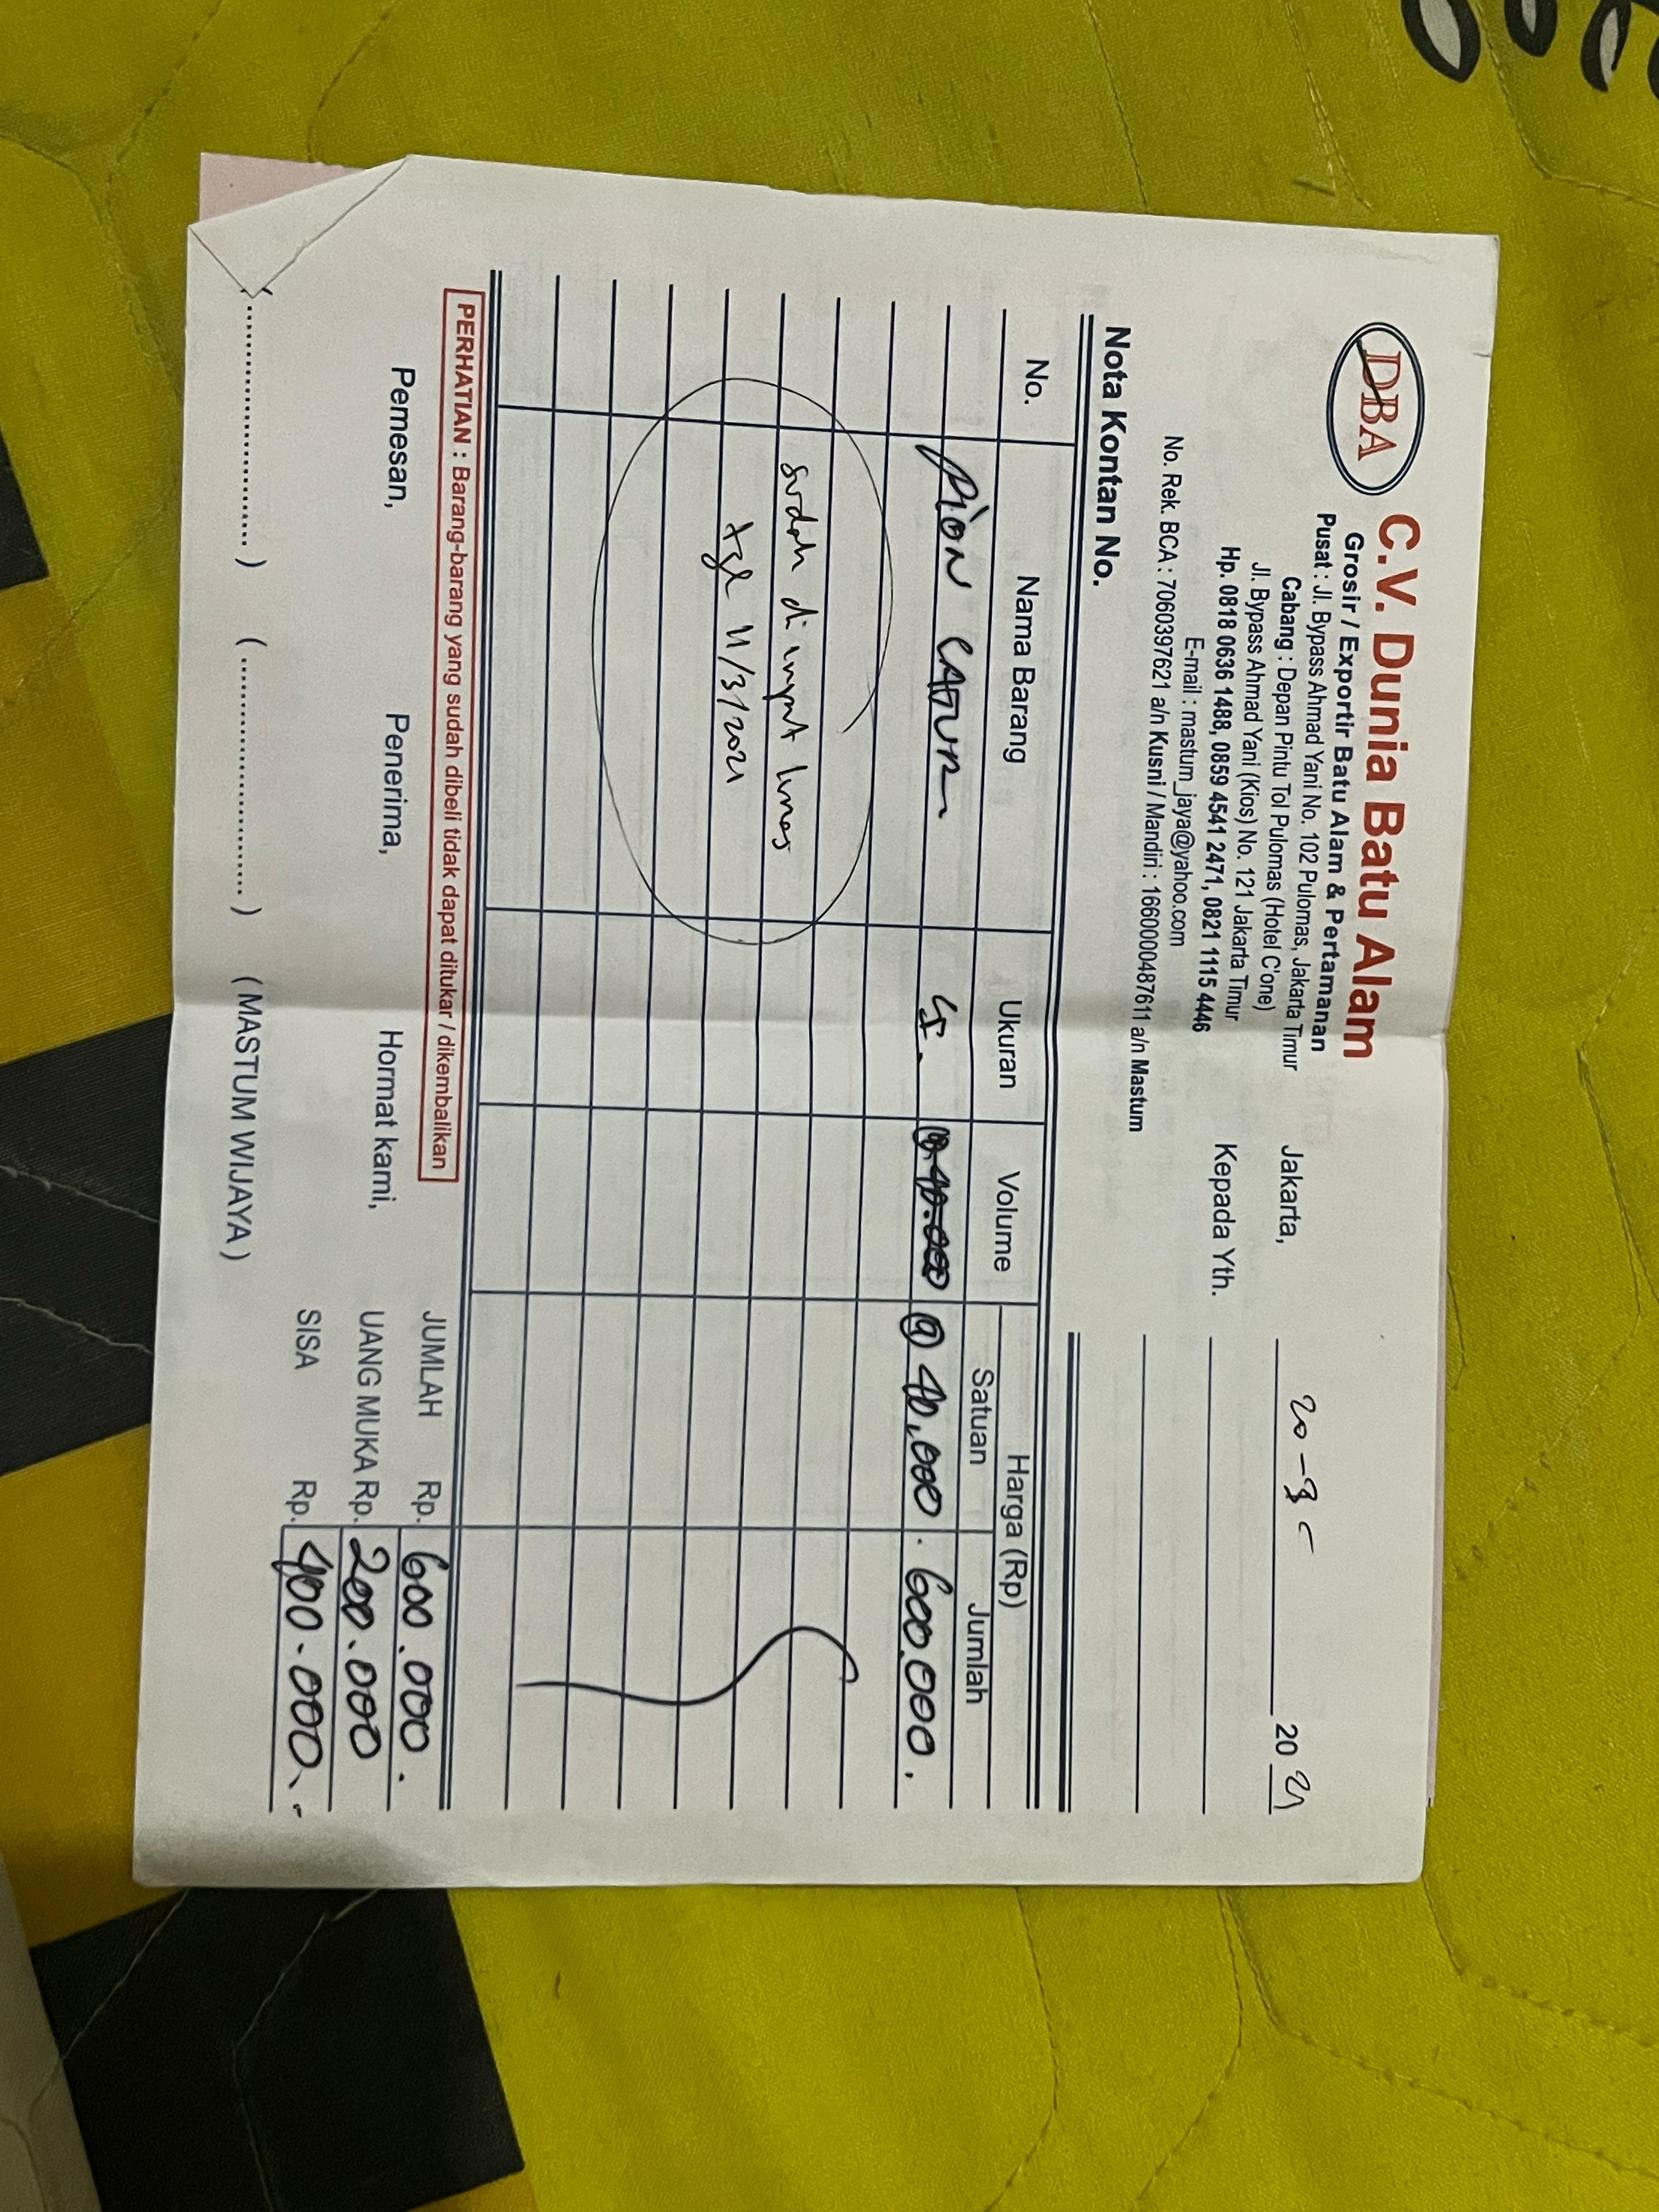 DBA
C.V. Dunia Batu Alam
Grosir / Exportir Batu Alam & Pertamanan
Pusat : Jl. Bypass Ahmad Yani No. 102 Pulomas, Jakarta Timur
Cabang : Depan Pintu Tol Pulomas (Hotel C'one)
Jl. Bypass Ahmad Yani (Kios) No. 121 Jakarta Timur
Hp. 0818 0636 1488, 0859 4541 2471, 0821 1115 4446
E-mail : mastum_jaya@yahoo.com
No. Rek. BCA : 7060397621 a/n Kusni / Mandiri : 1660000487611 a/n Mastum
Jakarta, 20 - 3 - 20 21
Kepada Yth.
Nota Kontan No.
No. Nama Barang Ukuran Volume Harga (Rp)
Satuan Jumlah
Pion CATUR @ 40.000 . 600.000 .
sudah di input lunas
tgl 11/3/2021
PERHATIAN : Barang-barang yang sudah dibeli tidak dapat ditukar / dikembalikan
JUMLAH Rp. 600.000 .
UANG MUKA Rp. 200.000
SISA Rp. 400.000 . -
Pemesan, Penerima, Hormat kami,
(..............................) (..............................) ( MASTUM WIJAYA )